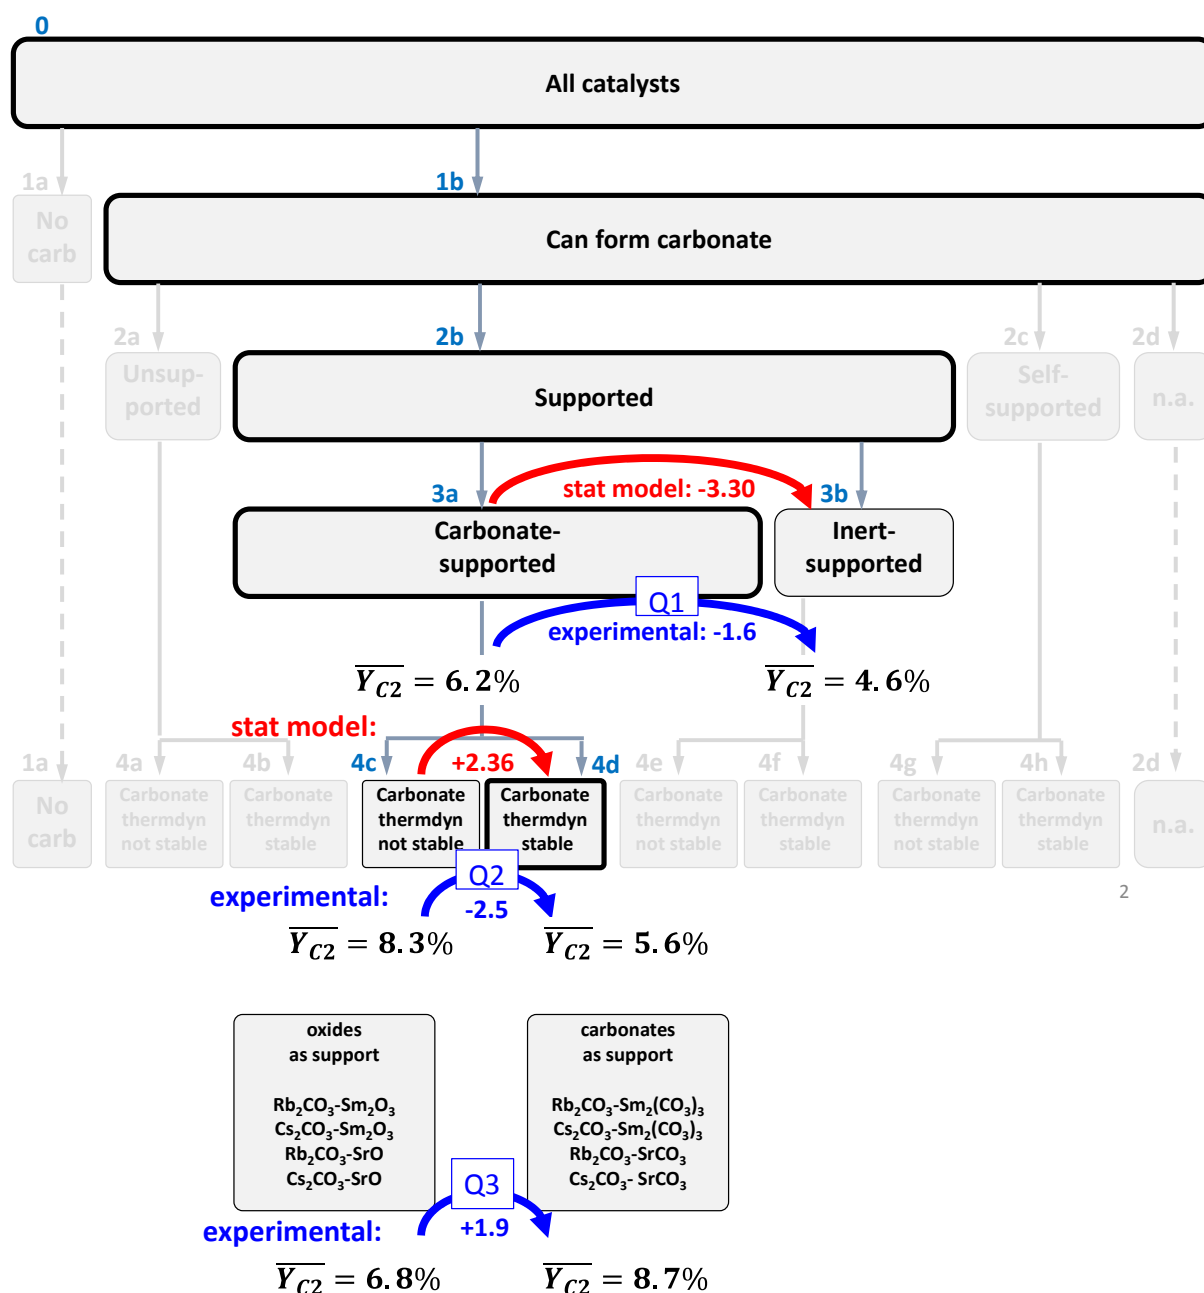 0
All catalysts
1a
1b
No
carb
Can form carbonate
2a
2b
2c
2d
Unsup-
ported
Supported
Self-
supported
n.a.
3a
stat model: -3.30
3b
Carbonate-
supported
Inert-
supported
Q1
experimental: -1.6
Y_C2 = 6.2%
Y_C2 = 4.6%
stat model:
1a
4a
4b
4c
+2.36
4d
4e
4f
4g
4h
2d
No
carb
Carbonate
thermdyn
not stable
Carbonate
thermdyn
stable
Carbonate
thermdyn
not stable
Carbonate
thermdyn
stable
Carbonate
thermdyn
not stable
Carbonate
thermdyn
stable
Carbonate
thermdyn
not stable
Carbonate
thermdyn
stable
n.a.
Q2
experimental:
-2.5
2
Y_C2 = 8.3%
Y_C2 = 5.6%
oxides
as support
Rb₂CO₃-Sm₂O₃
Cs₂CO₃-Sm₂O₃
Rb₂CO₃-SrO
Cs₂CO₃-SrO
carbonates
as support
Rb₂CO₃-Sm₂(CO₃)₃
Cs₂CO₃-Sm₂(CO₃)₃
Rb₂CO₃-SrCO₃
Cs₂CO₃- SrCO₃
Q3
experimental:
+1.9
Y_C2 = 6.8%
Y_C2 = 8.7%